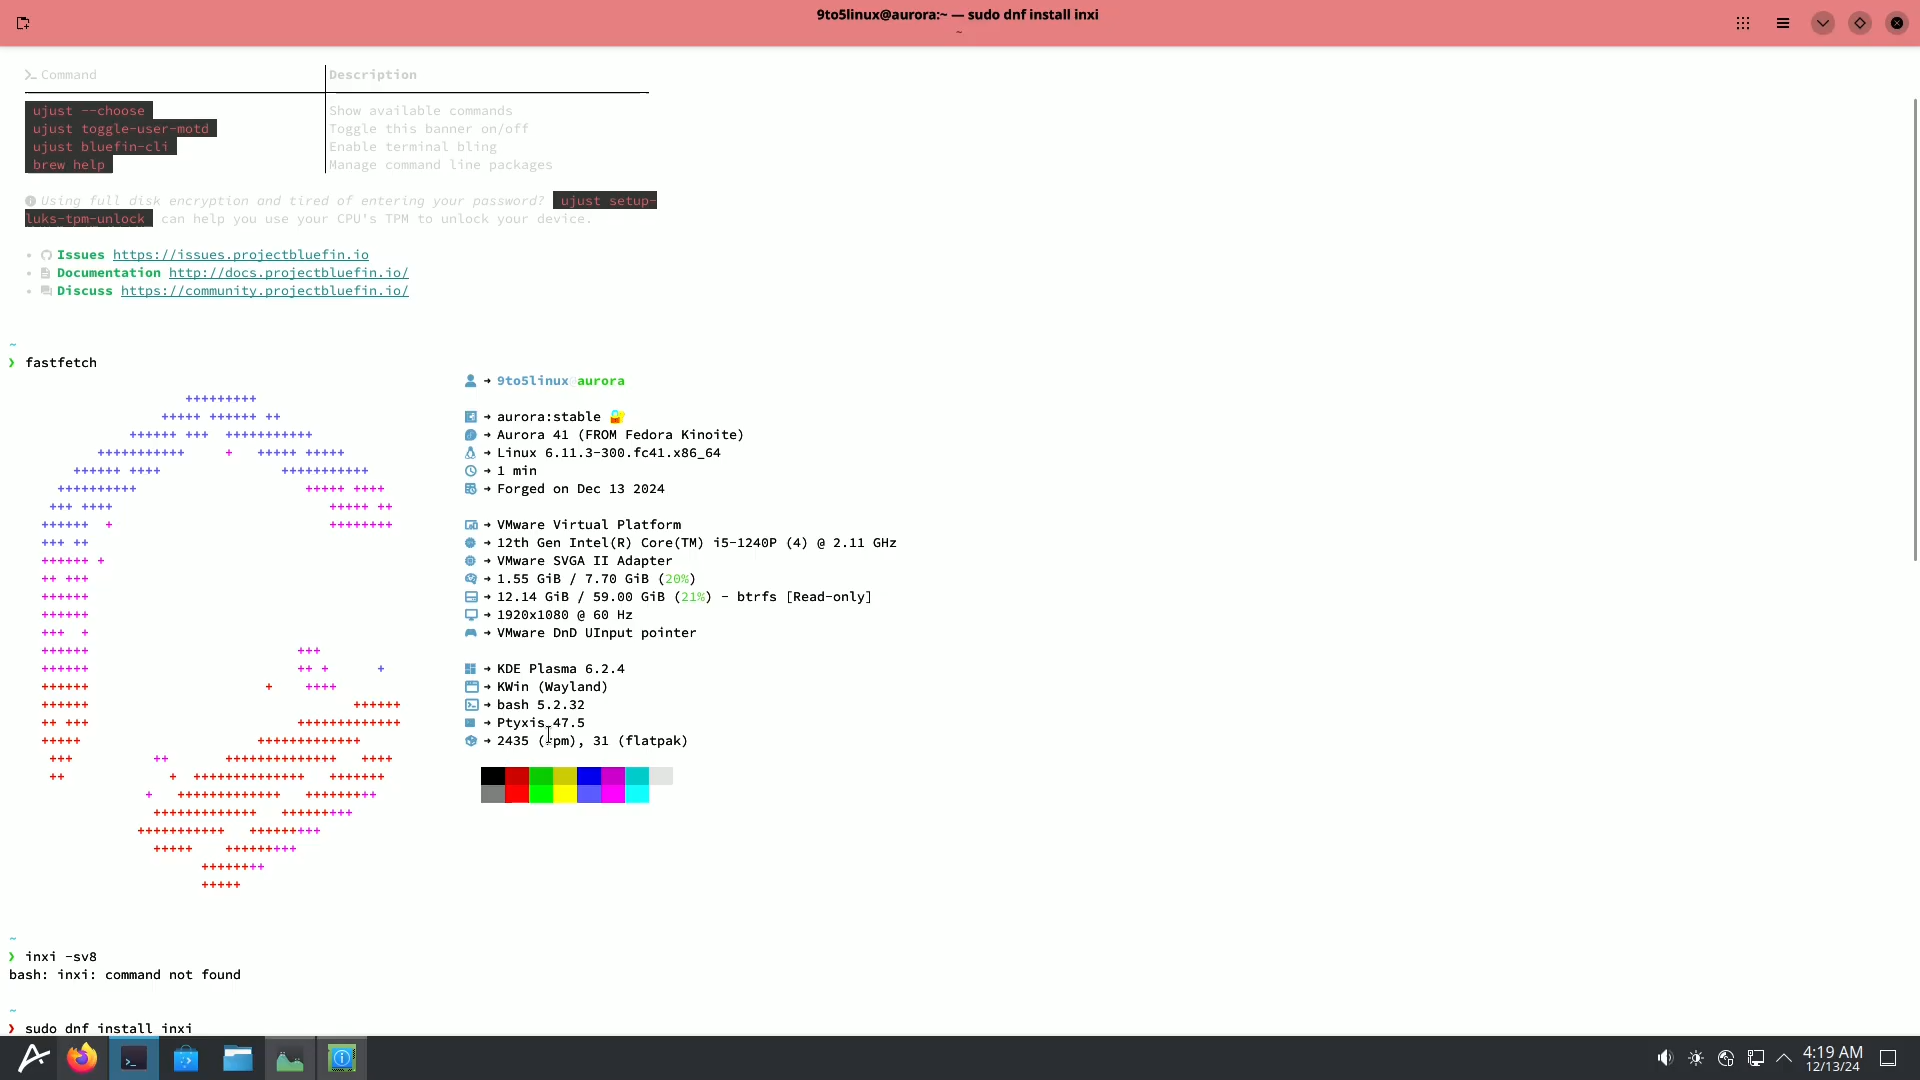 9to5linux@aurora:~ — sudo dnf install inxi
~
Command Description
ujust --choose Show available commands
ujust toggle-user-motd Toggle this banner on/off
ujust bluefin-cli Enable terminal bling
brew help Manage command line packages
Using full disk encryption and tired of entering your password? ujust setup-
luks-tpm-unlock can help you use your CPU's TPM to unlock your device.
• Issues https://issues.projectbluefin.io
• Documentation http://docs.projectbluefin.io/
• Discuss https://community.projectbluefin.io/
~
❯ fastfetch
➜ 9to5linux aurora
➜ aurora:stable
➜ Aurora 41 (FROM Fedora Kinoite)
➜ Linux 6.11.3-300.fc41.x86_64
➜ 1 min
➜ Forged on Dec 13 2024
➜ VMware Virtual Platform
➜ 12th Gen Intel(R) Core(TM) i5-1240P (4) @ 2.11 GHz
➜ VMware SVGA II Adapter
➜ 1.55 GiB / 7.70 GiB (20%)
➜ 12.14 GiB / 59.00 GiB (21%) - btrfs [Read-only]
➜ 1920x1080 @ 60 Hz
➜ VMware DnD UInput pointer
➜ KDE Plasma 6.2.4
➜ KWin (Wayland)
➜ bash 5.2.32
➜ Ptyxis 47.5
➜ 2435 (rpm), 31 (flatpak)
~
❯ inxi -sv8
bash: inxi: command not found
~
❯ sudo dnf install inxi
4:19 AM
12/13/24